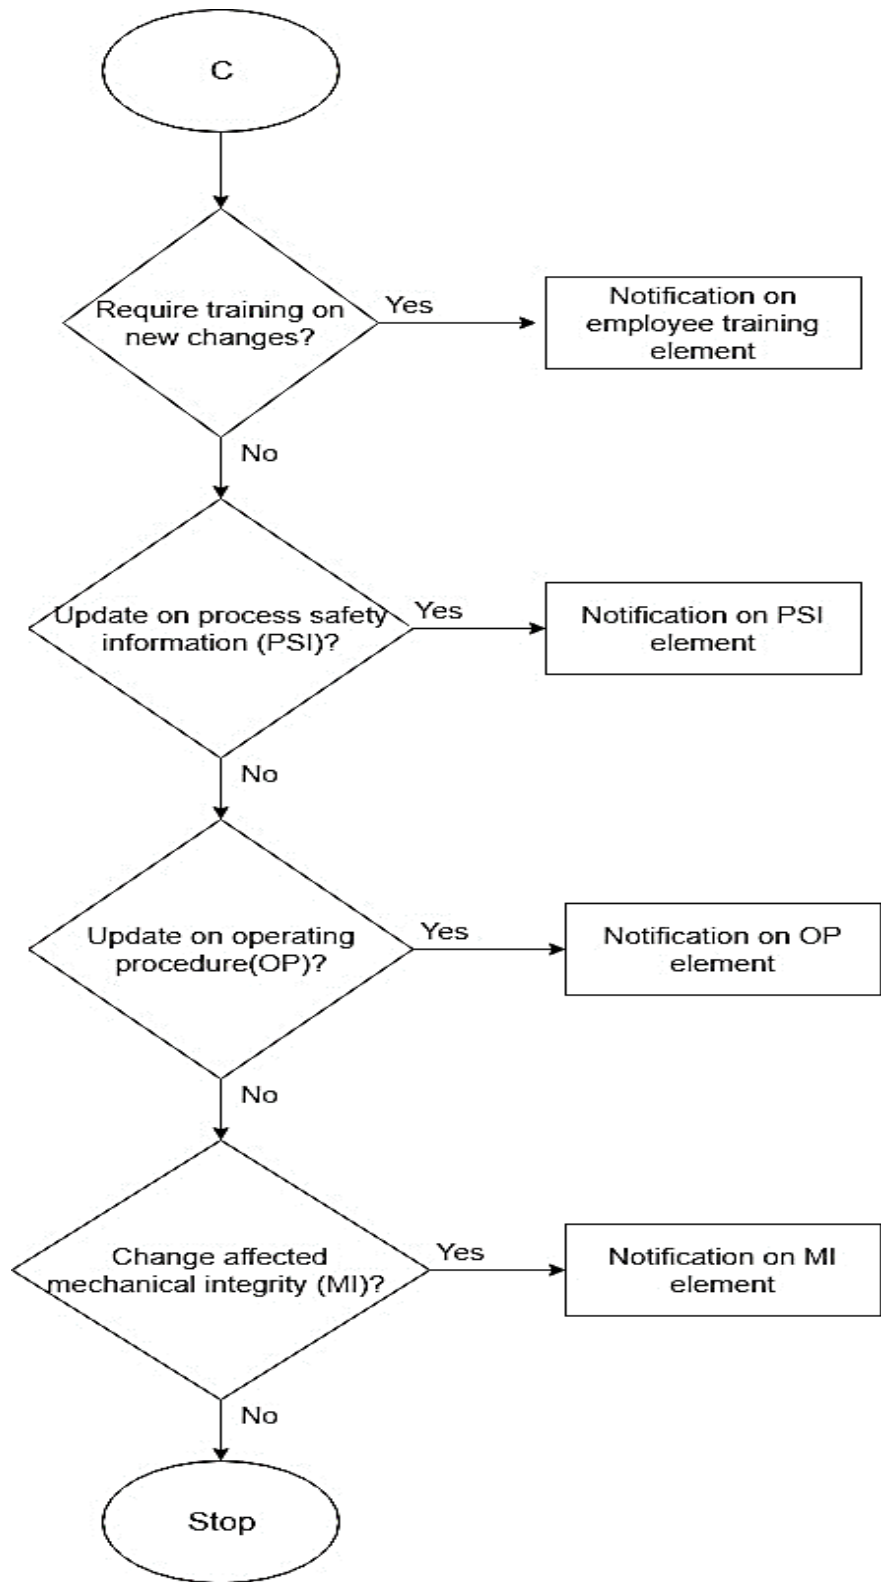 C
Require training on
new changes?
Yes
Notification on
employee training
element
No
Update on process safety
information (PSI)?
Yes
Notification on PSI
element
No
Update on operating
procedure(OP)?
Yes
Notification on OP
element
No
Change affected
mechanical integrity (MI)?
Yes
Notification on MI
element
No
Stop